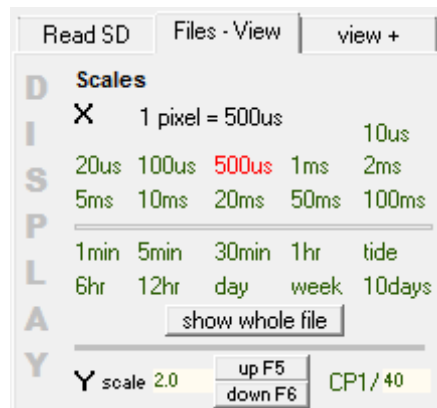 Read SD Files - View view +
DISPLAY
Scales
X 1 pixel = 500us
10us
20us 100us 500us 1ms 2ms
5ms 10ms 20ms 50ms 100ms
1min 5min 30min 1hr tide
6hr 12hr day week 10days
show whole file
Y scale 2.0 up F5 CP1/ 40
down F6